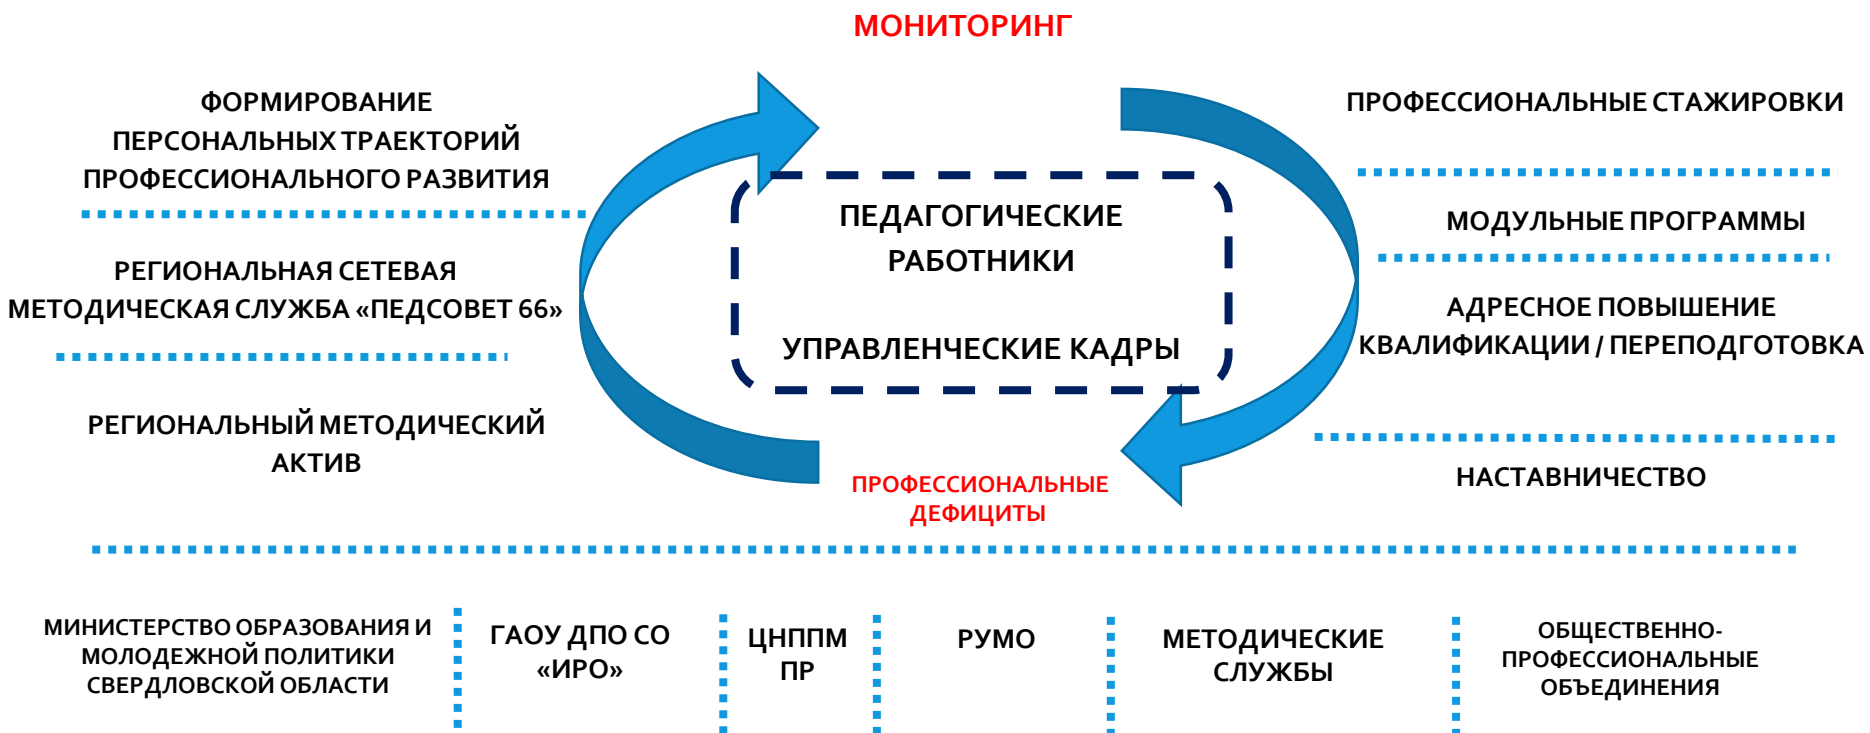 МОНИТОРИНГ
ФОРМИРОВАНИЕ
ПЕРСОНАЛЬНЫХ ТРАЕКТОРИЙ
ПРОФЕССИОНАЛЬНОГО РАЗВИТИЯ
РЕГИОНАЛЬНАЯ СЕТЕВАЯ
МЕТОДИЧЕСКАЯ СЛУЖБА «ПЕДСОВЕТ 66»
РЕГИОНАЛЬНЫЙ МЕТОДИЧЕСКИЙ
АКТИВ
ПЕДАГОГИЧЕСКИЕ
РАБОТНИКИ
УПРАВЛЕНЧЕСКИЕ КАДРЫ
ПРОФЕССИОНАЛЬНЫЕ
ДЕФИЦИТЫ
ПРОФЕССИОНАЛЬНЫЕ СТАЖИРОВКИ
МОДУЛЬНЫЕ ПРОГРАММЫ
АДРЕСНОЕ ПОВЫШЕНИЕ
КВАЛИФИКАЦИИ / ПЕРЕПОДГОТОВКА
НАСТАВНИЧЕСТВО
МИНИСТЕРСТВО ОБРАЗОВАНИЯ И
МОЛОДЕЖНОЙ ПОЛИТИКИ
СВЕРДЛОВСКОЙ ОБЛАСТИ
ГАОУ ДПО СО
«ИРО»
ЦНППМ
ПР
РУМО
МЕТОДИЧЕСКИЕ
СЛУЖБЫ
ОБЩЕСТВЕННО-
ПРОФЕССИОНАЛЬНЫЕ
ОБЪЕДИНЕНИЯ